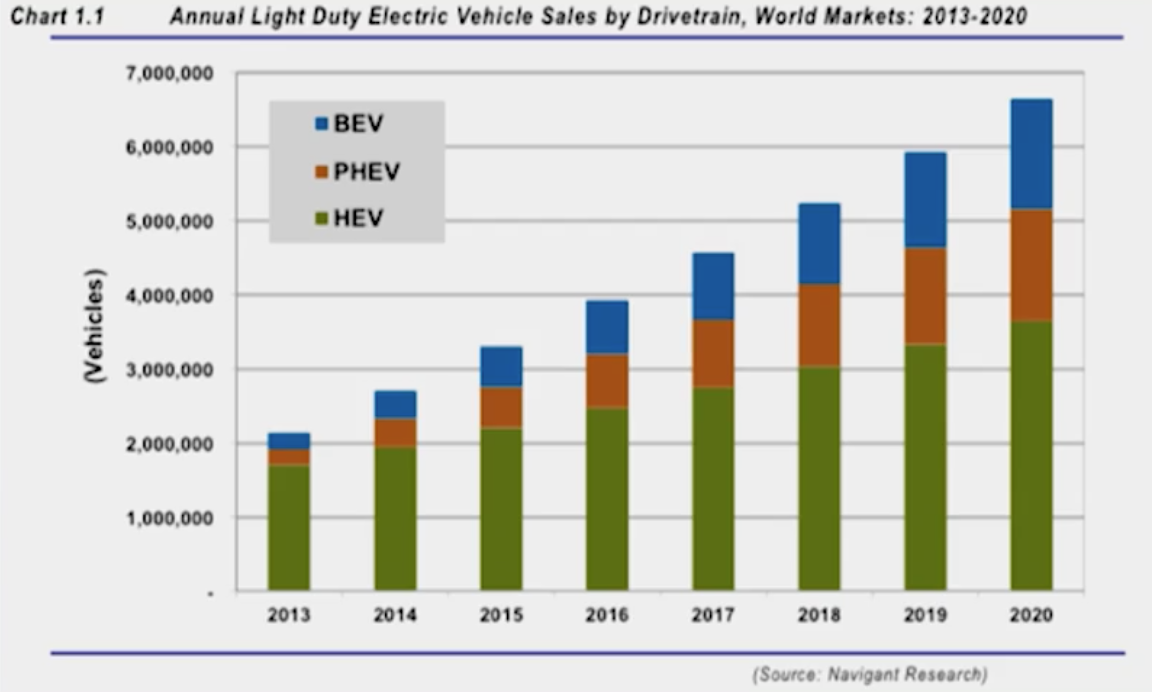 Chart 1.1 Annual Light Duty Electric Vehicle Sales by Drivetrain, World Markets: 2013-2020
7,000,000
BEV
6,000,000
PHEV
HEV
5,000,000
4,000,000
(Vehicles)
3,000,000
2,000,000
1,000,000
-
2013 2014 2015 2016 2017 2018 2019 2020
(Source: Navigant Research)